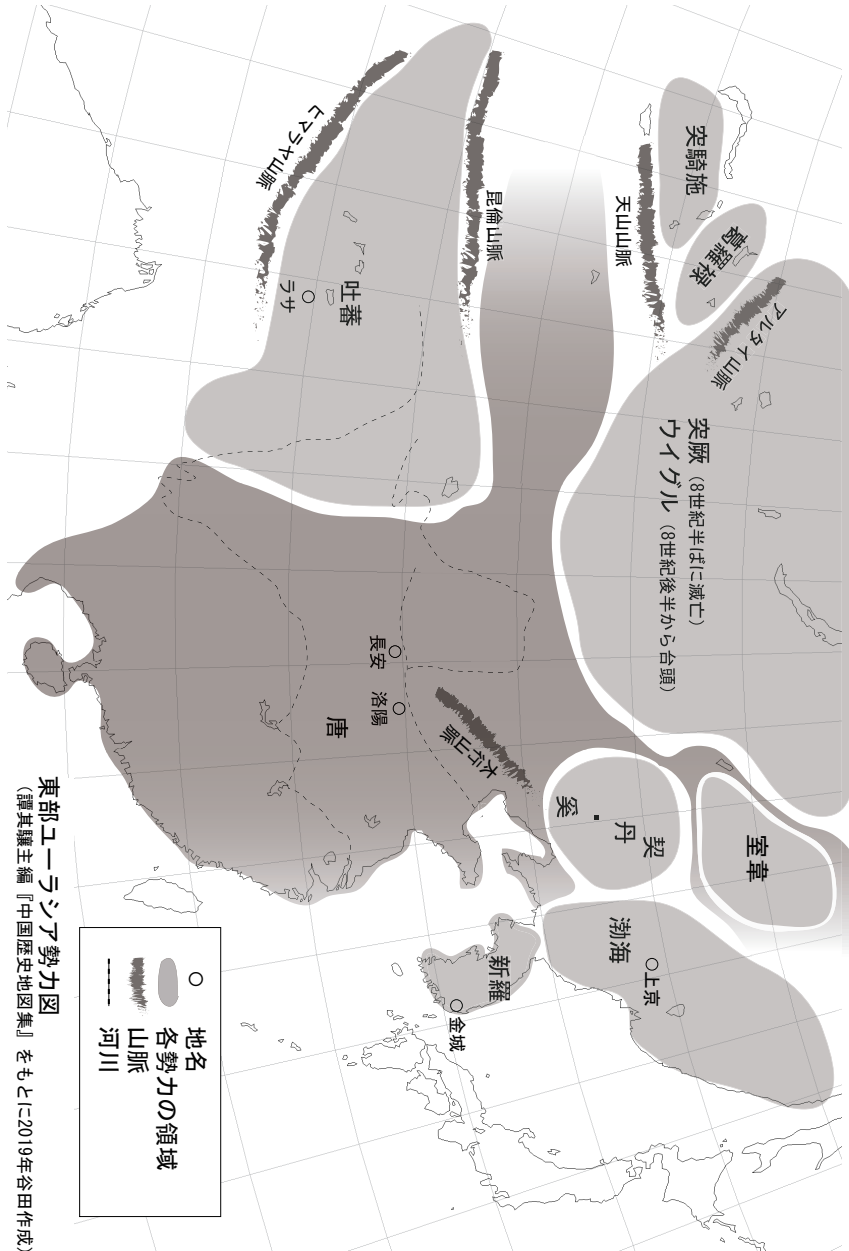 突騎施
葛羅禄
アルタイ山脈
天山山脈
昆倫山脈
ヒマラヤ山脈
吐蕃
ラサ
突厥(8世紀半ばに滅亡)
ウイグル(8世紀後半から台頭)
長安
洛陽
唐
太行山脈
奚
契丹
室韋
渤海
上京
新羅
金城
地名
各勢力の領域
山脈
河川
東部ユーラシア勢力図
(譚其驤主編『中国歴史地図集』をもとに2019年谷田作成)